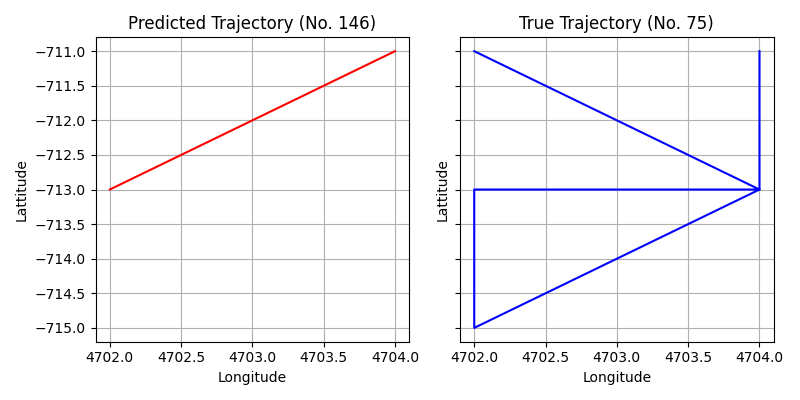 Predicted Trajectory (No. 146)
−711.0
−711.5
−712.0
−712.5
−713.0
−713.5
−714.0
−714.5
−715.0
Lattitude
4702.0 4702.5 4703.0 4703.5 4704.0
Longitude
True Trajectory (No. 75)
Lattitude
4702.0 4702.5 4703.0 4703.5 4704.0
Longitude